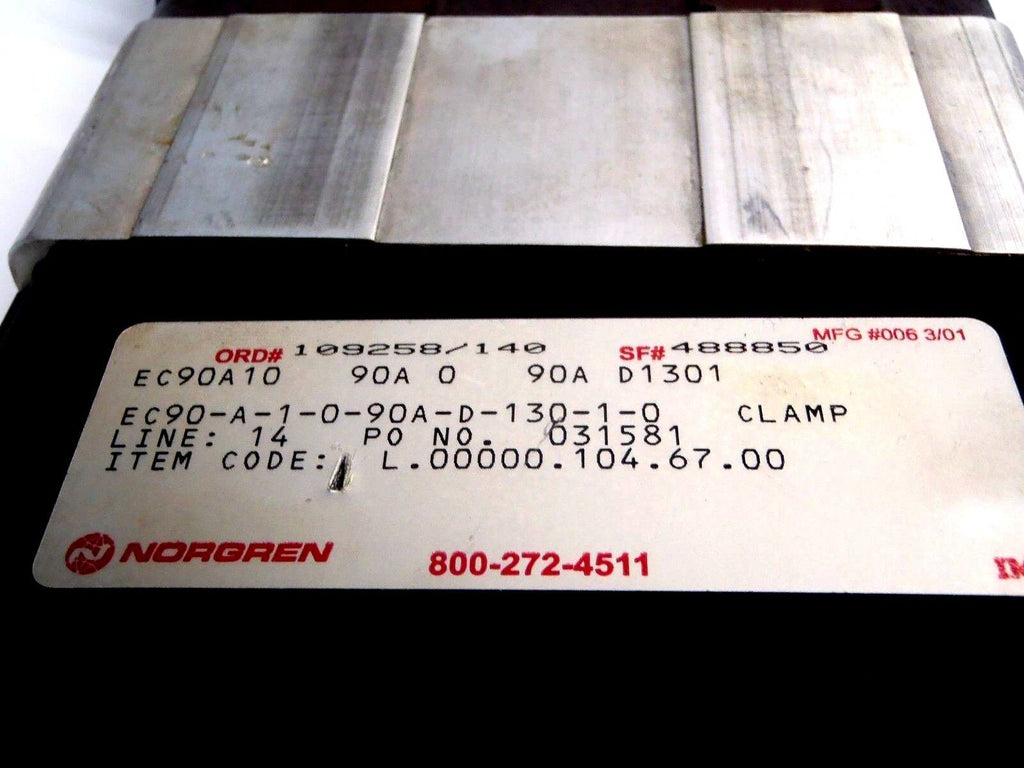 MFG #006 3/01
ORD# 109258/140 SF# 488850
EC90A10 90A 0 90A D1301
EC90-A-1-0-90A-D-130-1-0 CLAMP
LINE: 14 PO NO. 031581
ITEM CODE: L.00000.104.67.00
NORGREN 800-272-4511